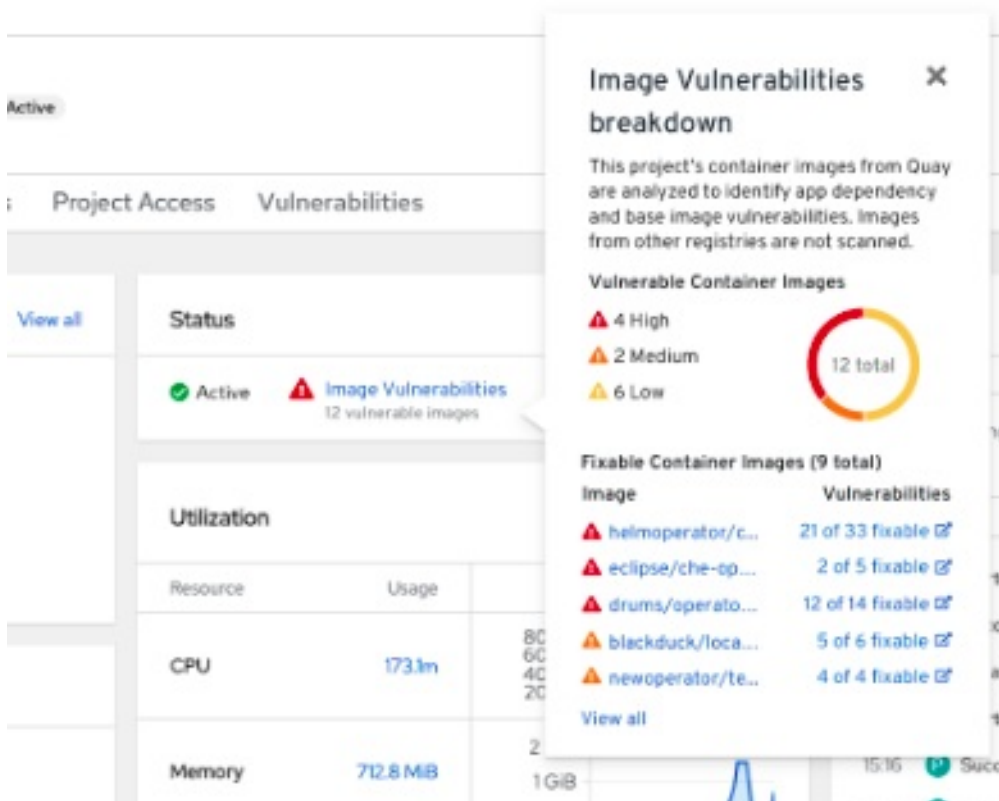 Active
Project Access Vulnerabilities
View all
Status
Active
Image Vulnerabilities
12 vulnerable images
Utilization
Resource Usage
CPU 173.1m
80
60
40
20
Memory 712.8 MiB
2
1 GiB
Image Vulnerabilities
breakdown
This project's container images from Quay
are analyzed to identify app dependency
and base image vulnerabilities. Images
from other registries are not scanned.
Vulnerable Container Images
4 High
2 Medium
6 Low
12 total
Fixable Container Images (9 total)
Image Vulnerabilities
helmoperator/c... 21 of 33 fixable
eclipse/che-op... 2 of 5 fixable
drums/operato... 12 of 14 fixable
blackduck/loca... 5 of 6 fixable
newoperator/te... 4 of 4 fixable
View all
15:16 P